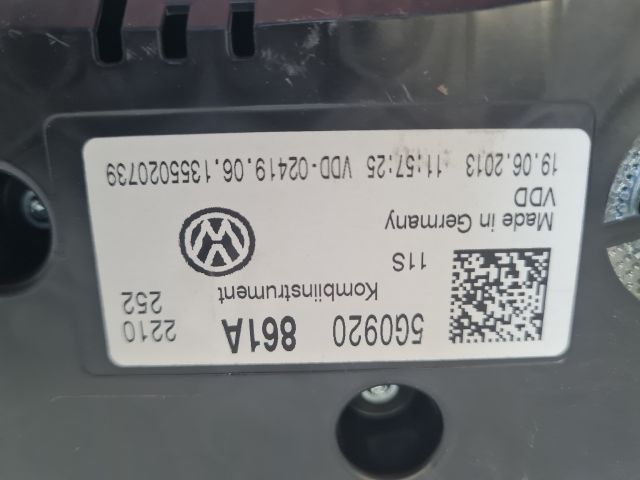 5G0920 861A 2210
Kombiinstrument 252
11S
Made in Germany
VDD
19.06.2013 11:57:25 VDD-02419.06.1355020739